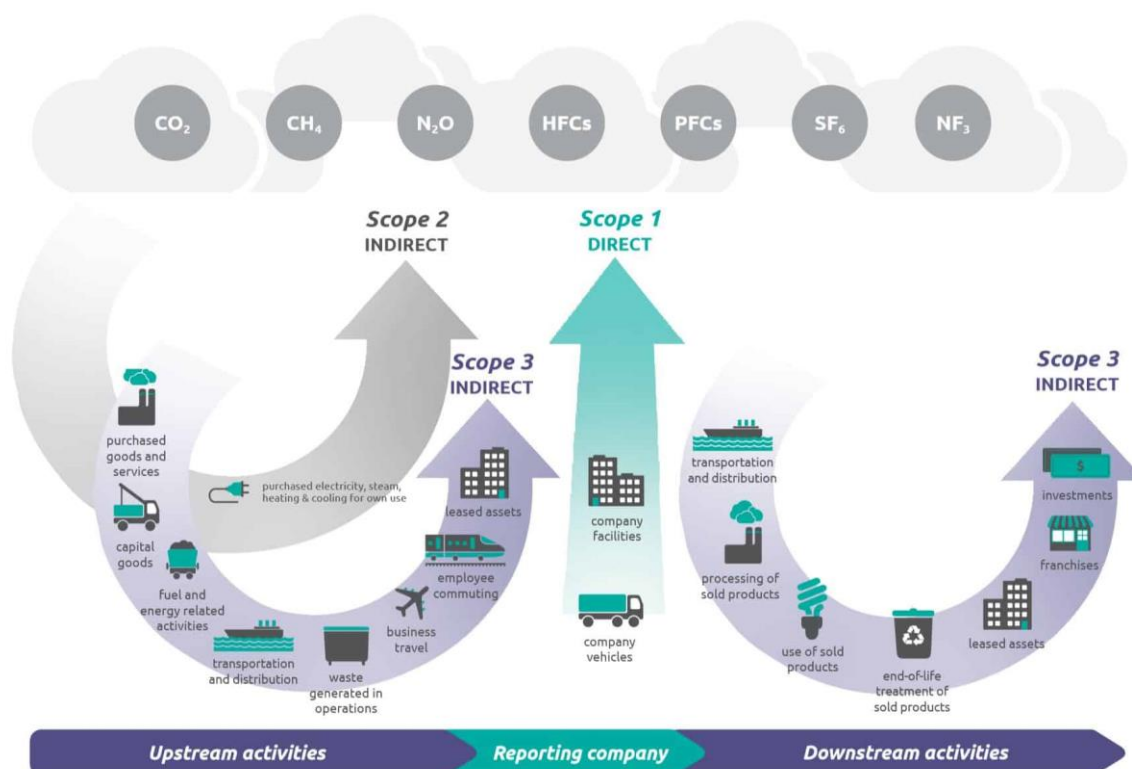 CO₂ CH₄ N₂O HFCs PFCs SF₆ NF₃
Scope 2
INDIRECT
Scope 1
DIRECT
Scope 3
INDIRECT
Scope 3
INDIRECT
purchased
goods and
services
capital
goods
fuel and
energy related
activities
transportation
and distribution
waste
generated in
operations
business
travel
employee
commuting
leased assets
purchased electricity, steam,
heating & cooling for own use
company
facilities
company
vehicles
transportation
and distribution
processing of
sold products
use of sold
products
end-of-life
treatment of
sold products
leased assets
franchises
investments
$
Upstream activities
Reporting company
Downstream activities